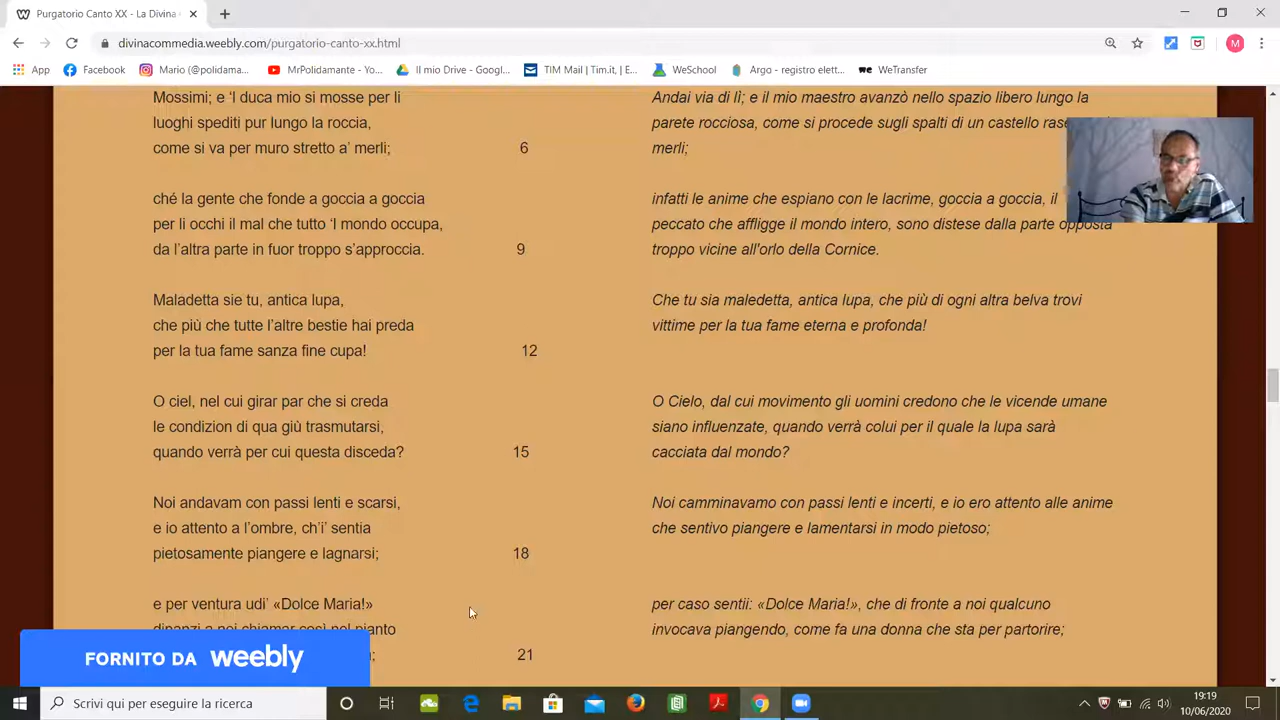 Purgatorio Canto XX - La Divina
divinacommedia.weebly.com/purgatorio-canto-xx.html
M
App
Facebook
Mario (@polidama...
MrPolidamante - Yo...
Il mio Drive - Googl...
TIM Mail | Tim.it, | E...
WeSchool
Argo - registro elett...
WeTransfer
Mossimi; e ‘l duca mio si mosse per li
luoghi spediti pur lungo la roccia,
come si va per muro stretto a’ merli;
6
ché la gente che fonde a goccia a goccia
per li occhi il mal che tutto ‘l mondo occupa,
da l’altra parte in fuor troppo s’approccia.
9
Maladetta sie tu, antica lupa,
che più che tutte l’altre bestie hai preda
per la tua fame sanza fine cupa!
12
O ciel, nel cui girar par che si creda
le condizion di qua giù trasmutarsi,
quando verrà per cui questa disceda?
15
Noi andavam con passi lenti e scarsi,
e io attento a l’ombre, ch’i’ sentia
pietosamente piangere e lagnarsi;
18
e per ventura udi’ «Dolce Maria!»
dinanzi a noi chiamar così nel pianto
21
Andai via di lì; e il mio maestro avanzò nello spazio libero lungo la
parete rocciosa, come si procede sugli spalti di un castello
merli;
infatti le anime che espiano con le lacrime, goccia a goccia, il
peccato che affligge il mondo intero, sono distese dalla parte opposta
troppo vicine all'orlo della Cornice.
Che tu sia maledetta, antica lupa, che più di ogni altra belva trovi
vittime per la tua fame eterna e profonda!
O Cielo, dal cui movimento gli uomini credono che le vicende umane
siano influenzate, quando verrà colui per il quale la lupa sarà
cacciata dal mondo?
Noi camminavamo con passi lenti e incerti, e io ero attento alle anime
che sentivo piangere e lamentarsi in modo pietoso;
per caso sentii: «Dolce Maria!», che di fronte a noi qualcuno
invocava piangendo, come fa una donna che sta per partorire;
FORNITO DA weebly
Scrivi qui per eseguire la ricerca
19:19
10/06/2020